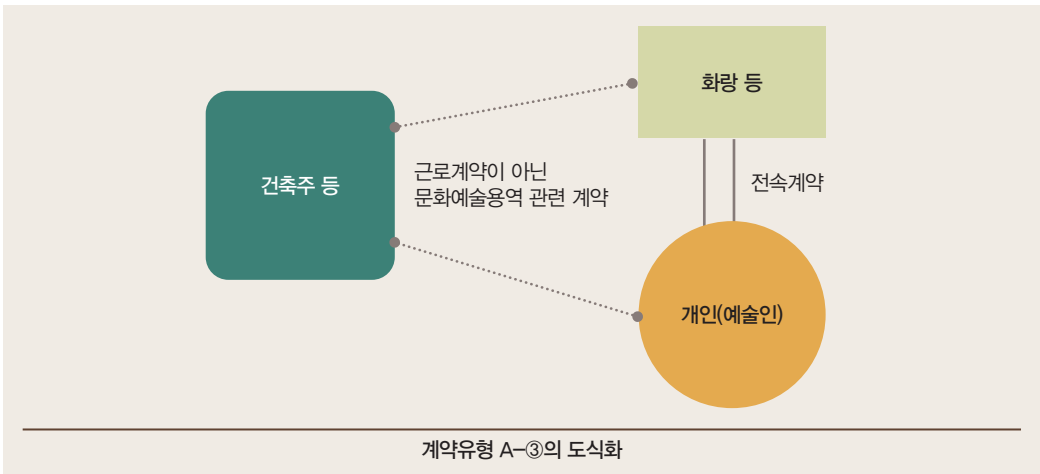 화랑 등
건축주 등
근로계약이 아닌
문화예술용역 관련 계약
전속계약
개인(예술인)
계약유형 A-③의 도식화